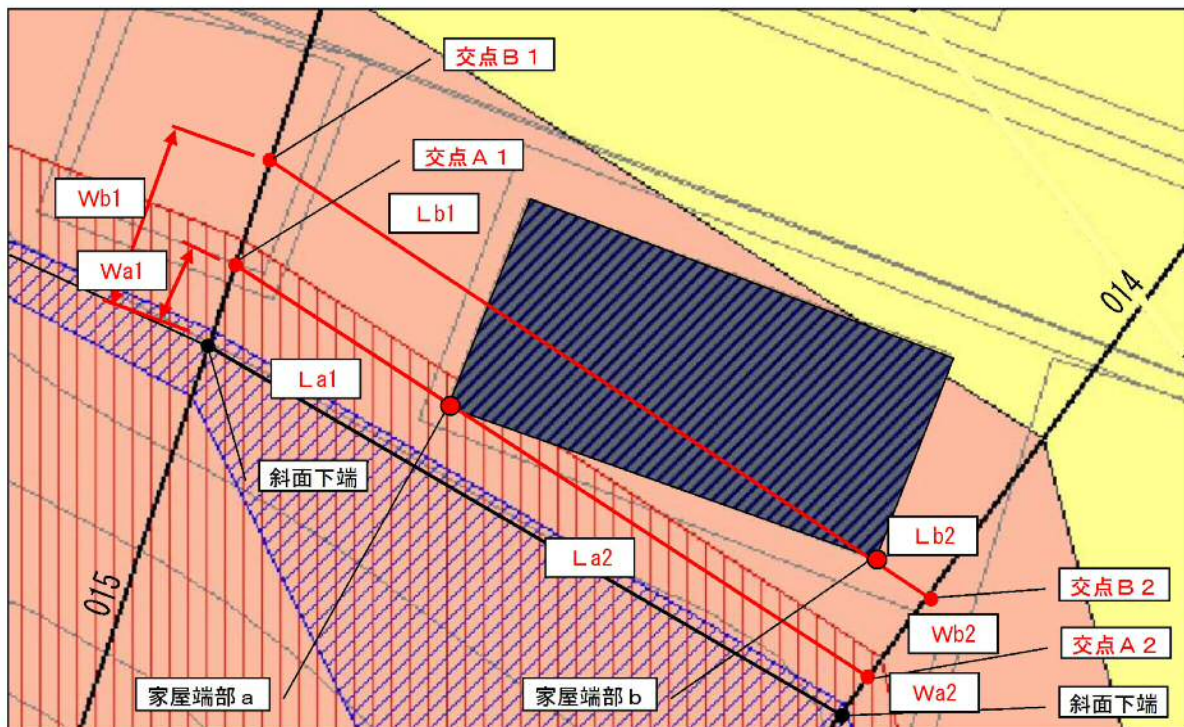 交点Ｂ１
交点Ａ１
Ｗb1
Ｌb1
Ｗa1
014
Ｌa1
斜面下端
Ｌb2
Ｌa2
015
交点Ｂ２
Ｗb2
交点Ａ２
家屋端部ａ
家屋端部ｂ
Ｗa2
斜面下端